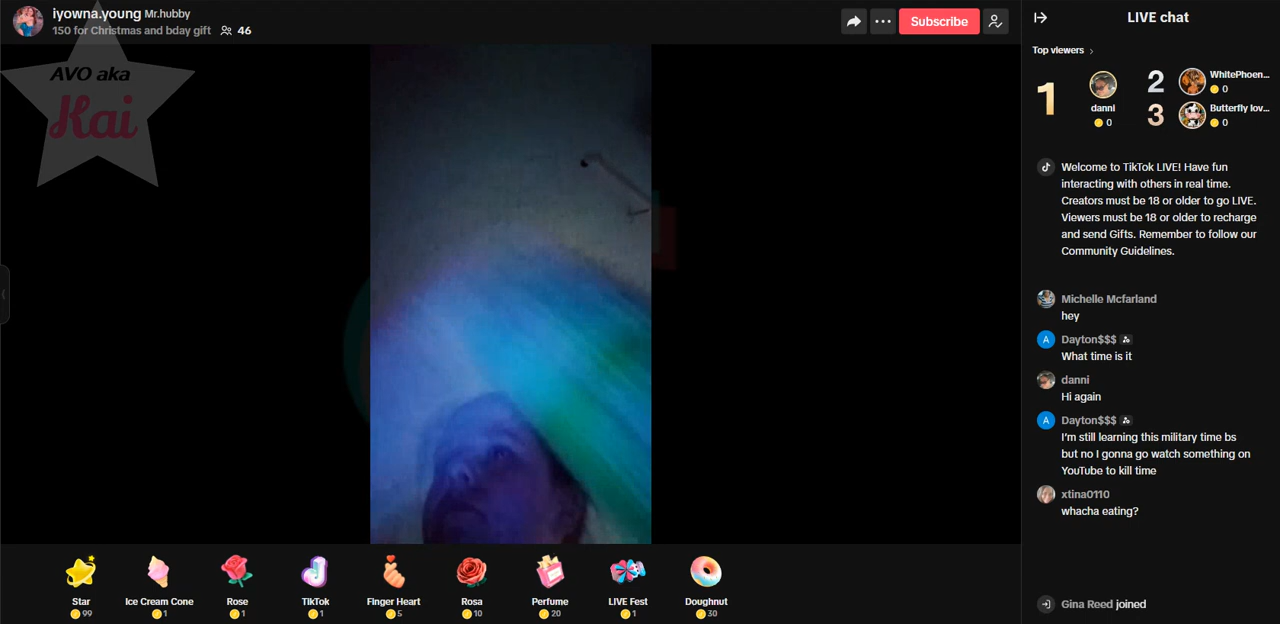 iyowna.young Mr.hubby
150 for Christmas and bday gift 46
Subscribe
AVO aka
Kai
LIVE chat
Top viewers
1
danni
0
2
WhitePhoen...
0
3
Butterfly lov...
0
Welcome to TikTok LIVE! Have fun
interacting with others in real time.
Creators must be 18 or older to go LIVE.
Viewers must be 18 or older to recharge
and send Gifts. Remember to follow our
Community Guidelines.
Michelle Mcfarland
hey
A Dayton$$$
What time is it
danni
Hi again
A Dayton$$$
I'm still learning this military time bs
but no I gonna go watch something on
YouTube to kill time
xtina0110
whacha eating?
Gina Reed joined
Star
99
Ice Cream Cone
1
Rose
1
TikTok
1
Finger Heart
5
Rosa
10
Perfume
20
LIVE Fest
1
Doughnut
30